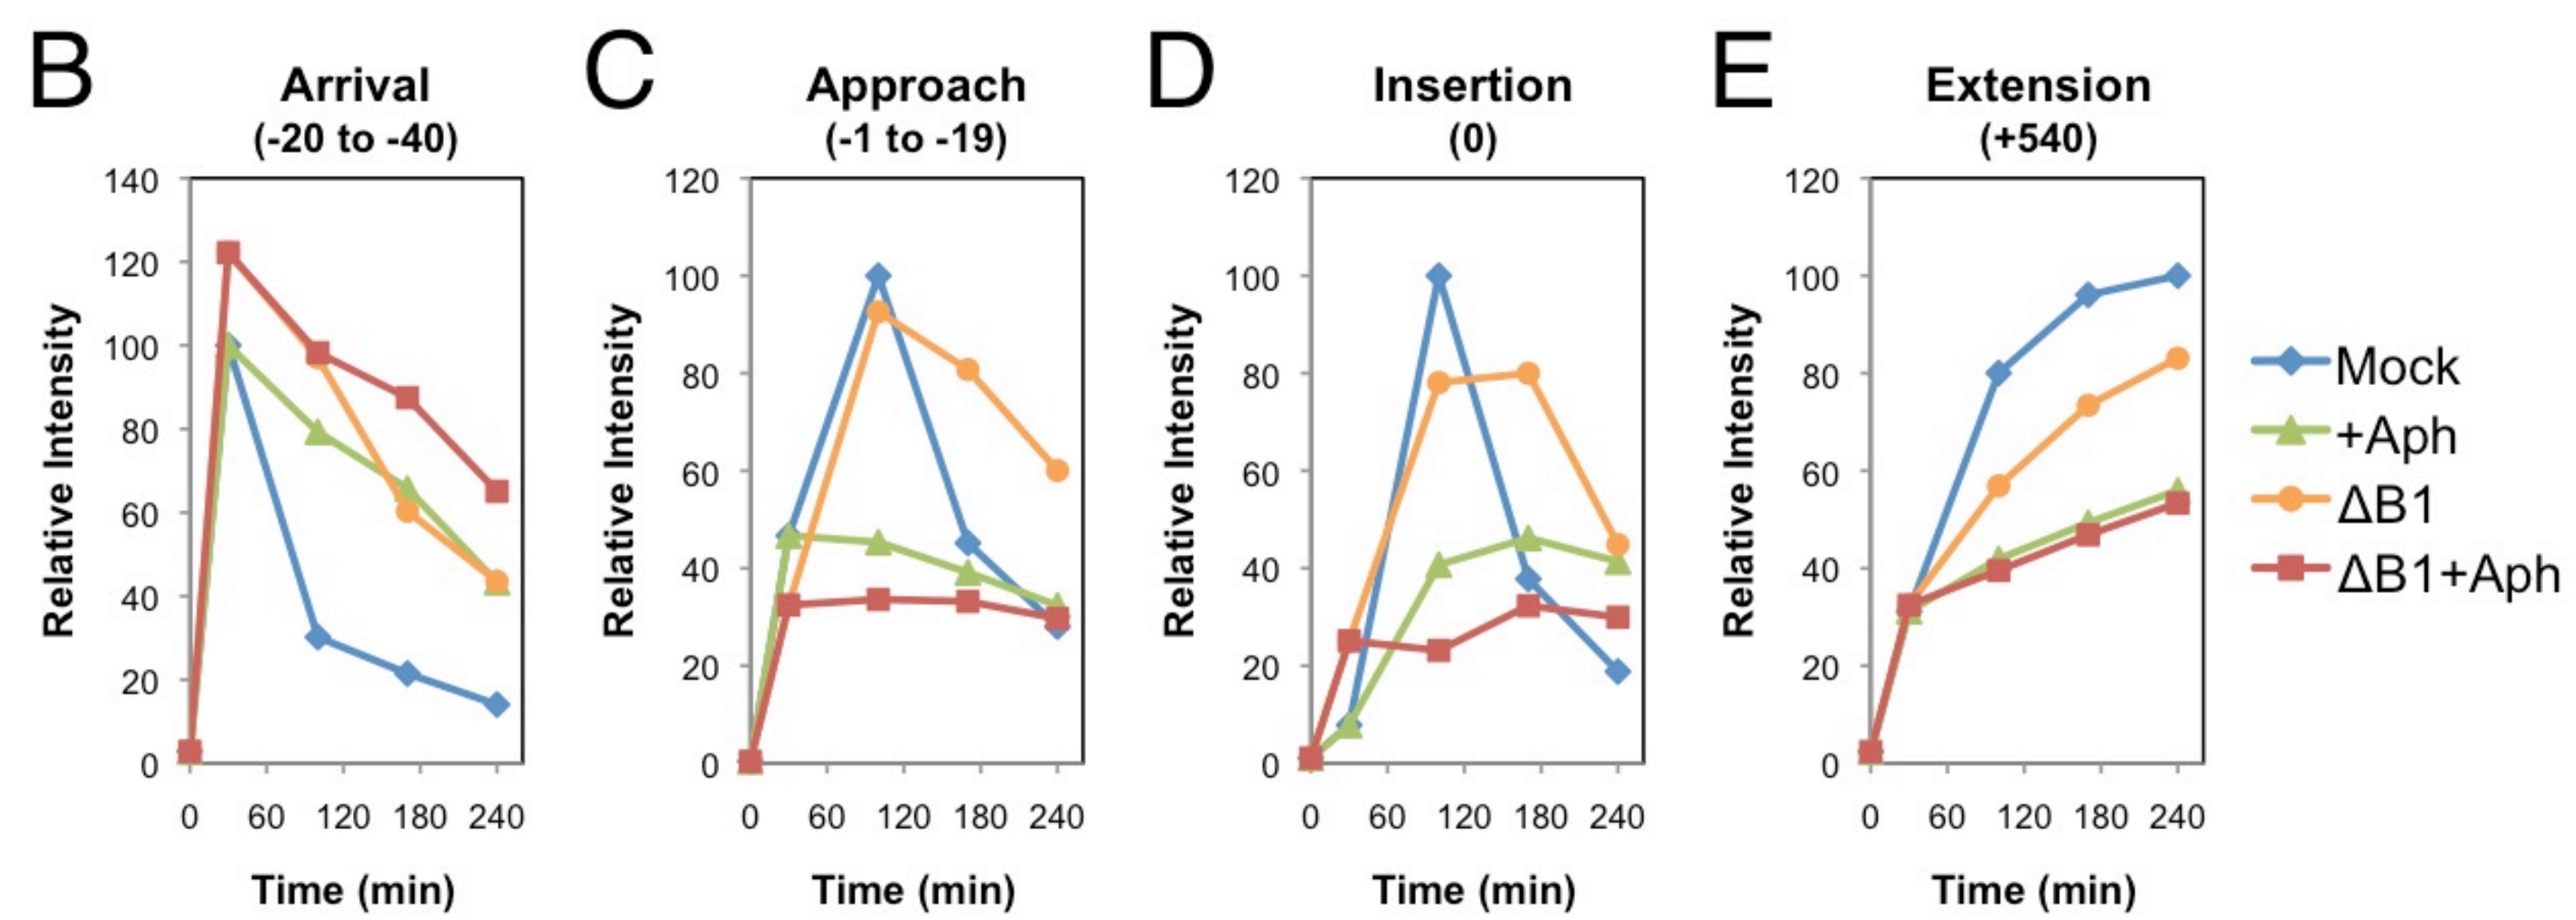 B
Arrival
(-20 to -40)
Relative Intensity
140
120
100
80
60
40
20
0
0 60 120 180 240
Time (min)
C
Approach
(-1 to -19)
Relative Intensity
120
100
80
60
40
20
0
0 60 120 180 240
Time (min)
D
Insertion
(0)
Relative Intensity
120
100
80
60
40
20
0
0 60 120 180 240
Time (min)
E
Extension
(+540)
Relative Intensity
120
100
80
60
40
20
0
0 60 120 180 240
Time (min)
Mock
+Aph
ΔB1
ΔB1+Aph